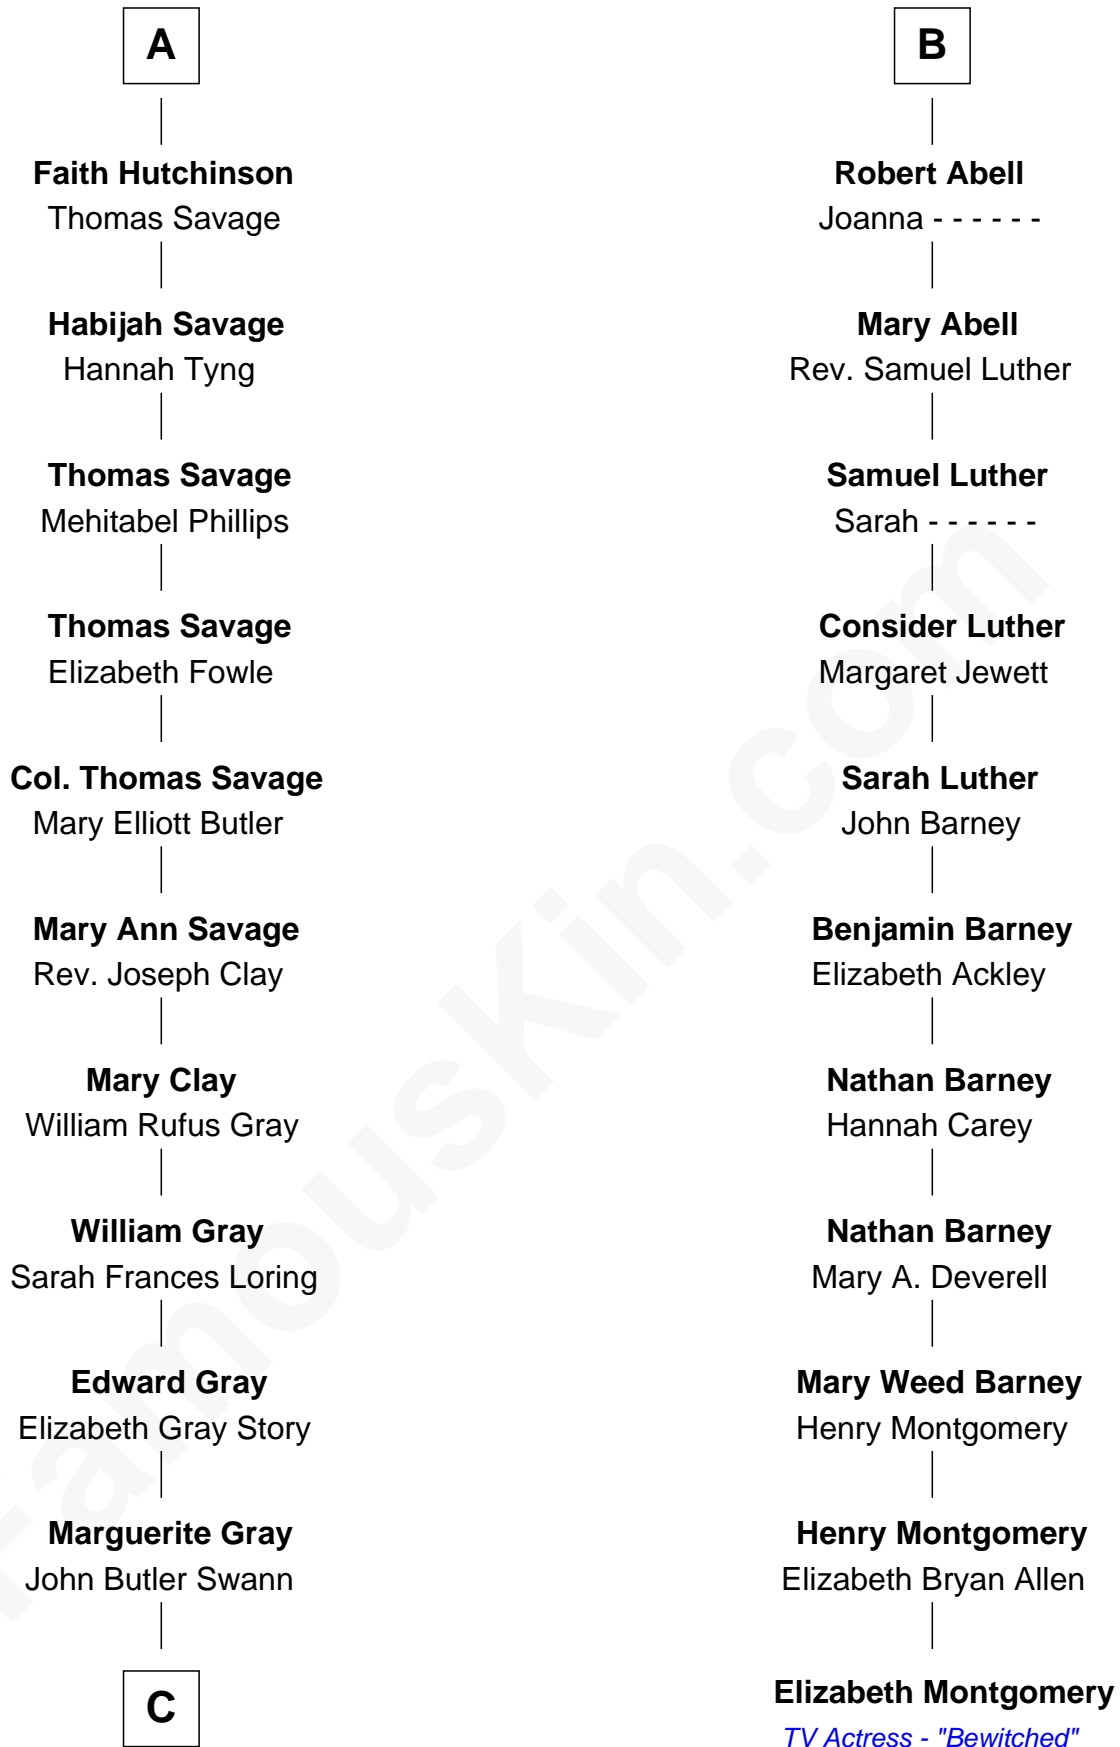 A
Faith Hutchinson
Thomas Savage
Habijah Savage
Hannah Tyng
Thomas Savage
Mehitabel Phillips
Thomas Savage
Elizabeth Fowle
Col. Thomas Savage
Mary Elliott Butler
Mary Ann Savage
Rev. Joseph Clay
Mary Clay
William Rufus Gray
William Gray
Sarah Frances Loring
Edward Gray
Elizabeth Gray Story
Marguerite Gray
John Butler Swann
C
B
Robert Abell
Joanna - - - - - -
Mary Abell
Rev. Samuel Luther
Samuel Luther
Sarah - - - - - -
Consider Luther
Margaret Jewett
Sarah Luther
John Barney
Benjamin Barney
Elizabeth Ackley
Nathan Barney
Hannah Carey
Nathan Barney
Mary A. Deverell
Mary Weed Barney
Henry Montgomery
Henry Montgomery
Elizabeth Bryan Allen
Elizabeth Montgomery
TV Actress - "Bewitched"
FamousKin.com